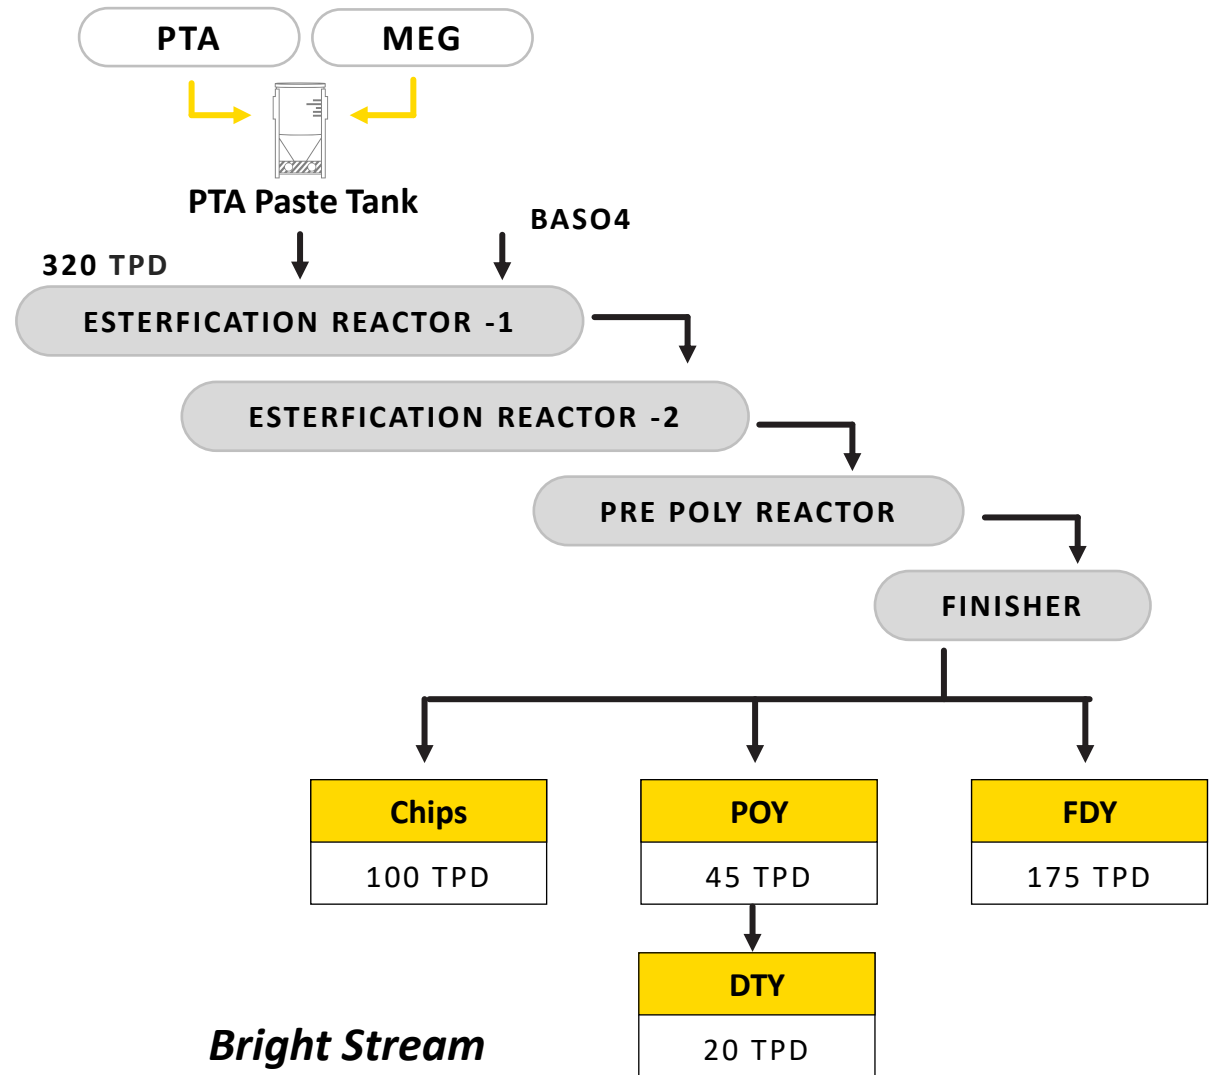 PTA
MEG
PTA Paste Tank
BASO4
320 TPD
ESTERFICATION REACTOR -1
ESTERFICATION REACTOR -2
PRE POLY REACTOR
FINISHER
Chips
POY
FDY
100 TPD
45 TPD
175 TPD
DTY
20 TPD
Bright Stream